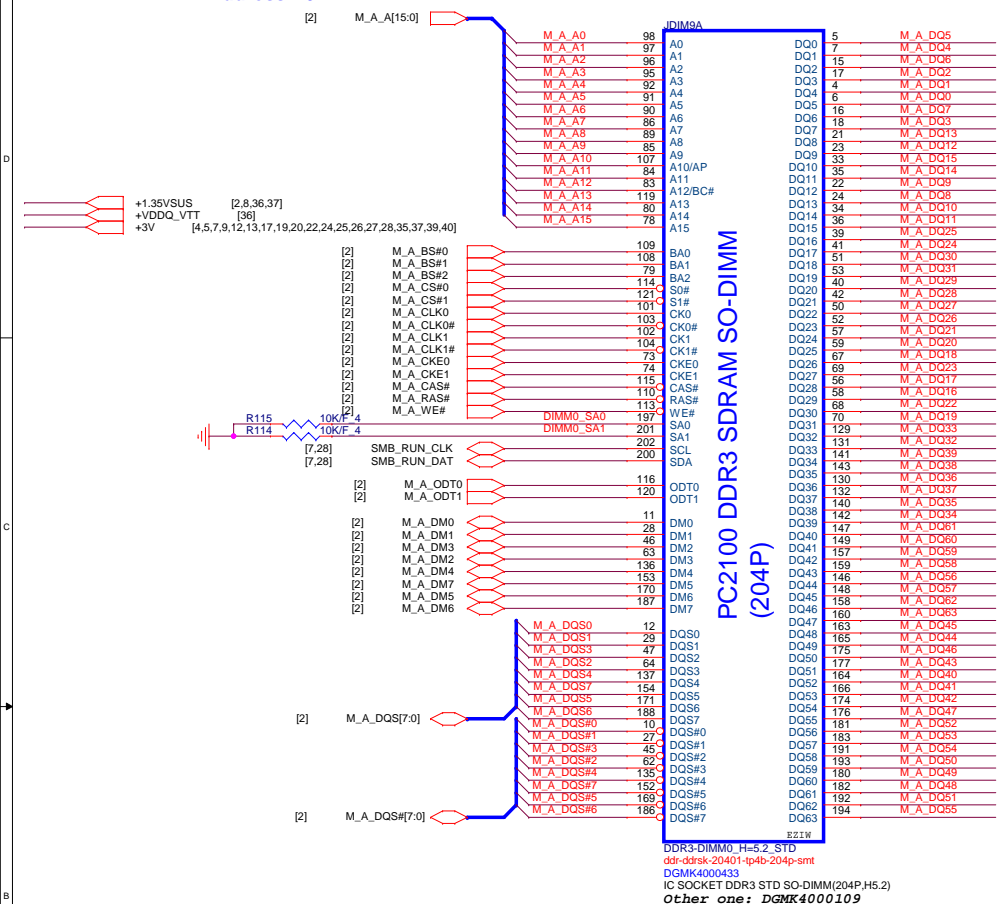 [2] M_A_A[15:0]
JDIM9A
M_A_A0 98 A0
M_A_A1 97 A1
M_A_A2 96 A2
M_A_A3 95 A3
M_A_A4 92 A4
M_A_A5 91 A5
M_A_A6 90 A6
M_A_A7 86 A7
M_A_A8 89 A8
M_A_A9 85 A9
M_A_A10 107 A10/AP
M_A_A11 84 A11
M_A_A12 83 A12/BC#
M_A_A13 119 A13
M_A_A14 80 A14
M_A_A15 78 A15
D
+1.35VSUS [2,8,36,37]
+VDDQ_VTT [36]
+3V [4,5,7,9,12,13,17,19,20,22,24,25,26,27,28,35,37,39,40]
[2] M_A_BS#0 109 BA0
[2] M_A_BS#1 108 BA1
[2] M_A_BS#2 79 BA2
[2] M_A_CS#0 114 S0#
[2] M_A_CS#1 121 S1#
[2] M_A_CLK0 101 CK0
[2] M_A_CLK0# 103 CK0#
[2] M_A_CLK1 102 CK1
[2] M_A_CLK1# 104 CK1#
[2] M_A_CKE0 73 CKE0
[2] M_A_CKE1 74 CKE1
[2] M_A_CAS# 115 CAS#
[2] M_A_RAS# 110 RAS#
[2] M_A_WE# 113 WE#
R115 10K/F_4 DIMM0_SA0 197 SA0
R114 10K/F_4 DIMM0_SA1 201 SA1
[7,28] SMB_RUN_CLK 202 SCL
[7,28] SMB_RUN_DAT 200 SDA
[2] M_A_ODT0 116 ODT0
[2] M_A_ODT1 120 ODT1
C
[2] M_A_DM0 11 DM0
[2] M_A_DM1 28 DM1
[2] M_A_DM3 46 DM2
[2] M_A_DM2 63 DM3
[2] M_A_DM4 136 DM4
[2] M_A_DM7 153 DM5
[2] M_A_DM5 170 DM6
[2] M_A_DM6 187 DM7
M_A_DQS0 12 DQS0
M_A_DQS1 29 DQS1
M_A_DQS3 47 DQS2
M_A_DQS2 64 DQS3
M_A_DQS4 137 DQS4
M_A_DQS7 154 DQS5
M_A_DQS5 171 DQS6
M_A_DQS6 188 DQS7
[2] M_A_DQS[7:0]
M_A_DQS#0 10 DQS#0
M_A_DQS#1 27 DQS#1
M_A_DQS#3 45 DQS#2
M_A_DQS#2 62 DQS#3
M_A_DQS#4 135 DQS#4
M_A_DQS#7 152 DQS#5
M_A_DQS#5 169 DQS#6
M_A_DQS#6 186 DQS#7
[2] M_A_DQS#[7:0]
B
PC2100 DDR3 SDRAM SO-DIMM
(204P)
DQ0 5 M_A_DQ5
DQ1 7 M_A_DQ4
DQ2 15 M_A_DQ6
DQ3 17 M_A_DQ2
DQ4 4 M_A_DQ1
DQ5 6 M_A_DQ0
DQ6 16 M_A_DQ7
DQ7 18 M_A_DQ3
DQ8 21 M_A_DQ13
DQ9 23 M_A_DQ12
DQ10 33 M_A_DQ15
DQ11 35 M_A_DQ14
DQ12 22 M_A_DQ9
DQ13 24 M_A_DQ8
DQ14 34 M_A_DQ10
DQ15 36 M_A_DQ11
DQ16 39 M_A_DQ25
DQ17 41 M_A_DQ24
DQ18 51 M_A_DQ30
DQ19 53 M_A_DQ31
DQ20 40 M_A_DQ29
DQ21 42 M_A_DQ28
DQ22 50 M_A_DQ27
DQ23 52 M_A_DQ26
DQ24 57 M_A_DQ21
DQ25 59 M_A_DQ20
DQ26 67 M_A_DQ18
DQ27 69 M_A_DQ23
DQ28 56 M_A_DQ17
DQ29 58 M_A_DQ16
DQ30 68 M_A_DQ22
DQ31 70 M_A_DQ19
DQ32 129 M_A_DQ33
DQ33 131 M_A_DQ32
DQ34 141 M_A_DQ39
DQ35 143 M_A_DQ38
DQ36 130 M_A_DQ36
DQ37 132 M_A_DQ37
DQ38 140 M_A_DQ35
DQ39 142 M_A_DQ34
DQ40 147 M_A_DQ61
DQ41 149 M_A_DQ60
DQ42 157 M_A_DQ59
DQ43 159 M_A_DQ58
DQ44 146 M_A_DQ56
DQ45 148 M_A_DQ57
DQ46 158 M_A_DQ62
DQ47 160 M_A_DQ63
DQ48 163 M_A_DQ45
DQ49 165 M_A_DQ44
DQ50 175 M_A_DQ46
DQ51 177 M_A_DQ43
DQ52 164 M_A_DQ40
DQ53 166 M_A_DQ41
DQ54 174 M_A_DQ42
DQ55 176 M_A_DQ47
DQ56 181 M_A_DQ52
DQ57 183 M_A_DQ53
DQ58 191 M_A_DQ54
DQ59 193 M_A_DQ50
DQ60 180 M_A_DQ49
DQ61 182 M_A_DQ48
DQ62 192 M_A_DQ51
DQ63 194 M_A_DQ55
EZIW
DDR3-DIMM0_H=5.2_STD
ddr-ddrsk-20401-tp4b-204p-smt
DGMK4000433
IC SOCKET DDR3 STD SO-DIMM(204P,H5.2)
Other one: DGMK4000109